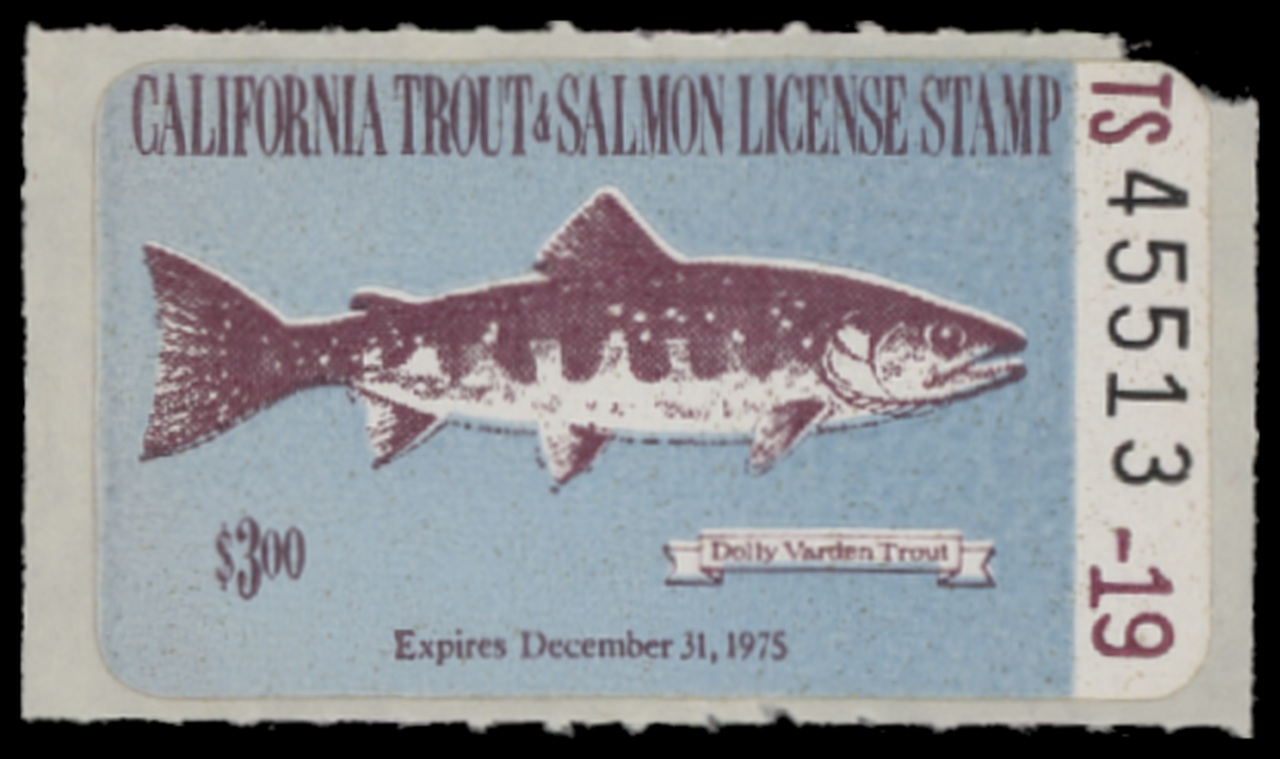 CALIFORNIA TROUT & SALMON LICENSE STAMP
$3.00
Dolly Varden Trout
Expires December 31, 1975
TS 45513 -19